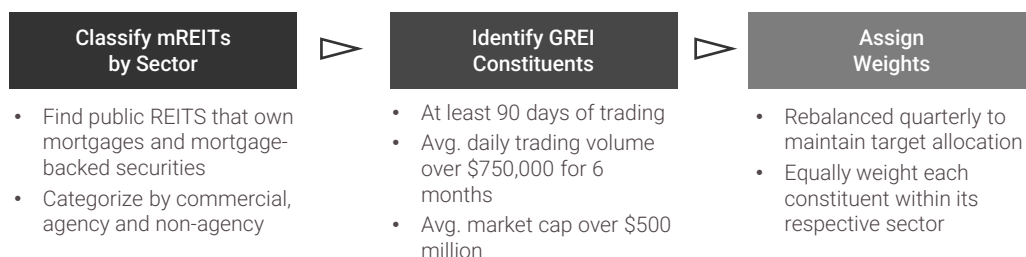 Classify mREITs
by Sector
• Find public REITS that own
mortgages and mortgage-
backed securities
• Categorize by commercial,
agency and non-agency
Identify GREI
Constituents
• At least 90 days of trading
• Avg. daily trading volume
over $750,000 for 6
months
• Avg. market cap over $500
million
Assign
Weights
• Rebalanced quarterly to
maintain target allocation
• Equally weight each
constituent within its
respective sector